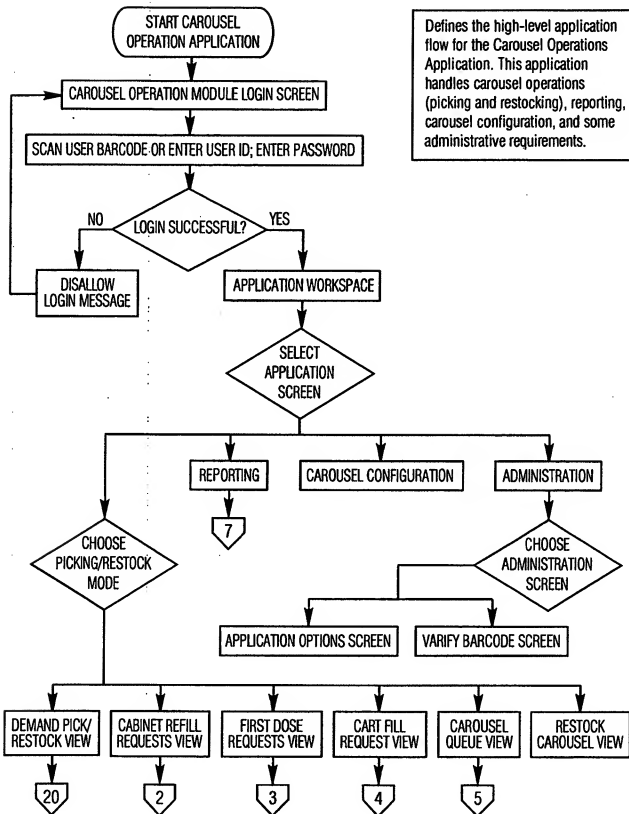 START CAROUSEL
OPERATION APPLICATION
Defines the high-level application
flow for the Carousel Operations
Application. This application
handles carousel operations
(picking and restocking), reporting,
carousel configuration, and some
administrative requirements.
CAROUSEL OPERATION MODULE LOGIN SCREEN
SCAN USER BARCODE OR ENTER USER ID; ENTER PASSWORD
NO
LOGIN SUCCESSFUL?
YES
DISALLOW
LOGIN MESSAGE
APPLICATION WORKSPACE
SELECT
APPLICATION
SCREEN
REPORTING
CAROUSEL CONFIGURATION
ADMINISTRATION
7
CHOOSE
PICKING/RESTOCK
MODE
CHOOSE
ADMINISTRATION
SCREEN
APPLICATION OPTIONS SCREEN
VARIFY BARCODE SCREEN
DEMAND PICK/
RESTOCK VIEW
CABINET REFILL
REQUESTS VIEW
FIRST DOSE
REQUESTS VIEW
CART FILL
REQUEST VIEW
CAROUSEL
QUEUE VIEW
RESTOCK
CAROUSEL VIEW
20
2
3
4
5